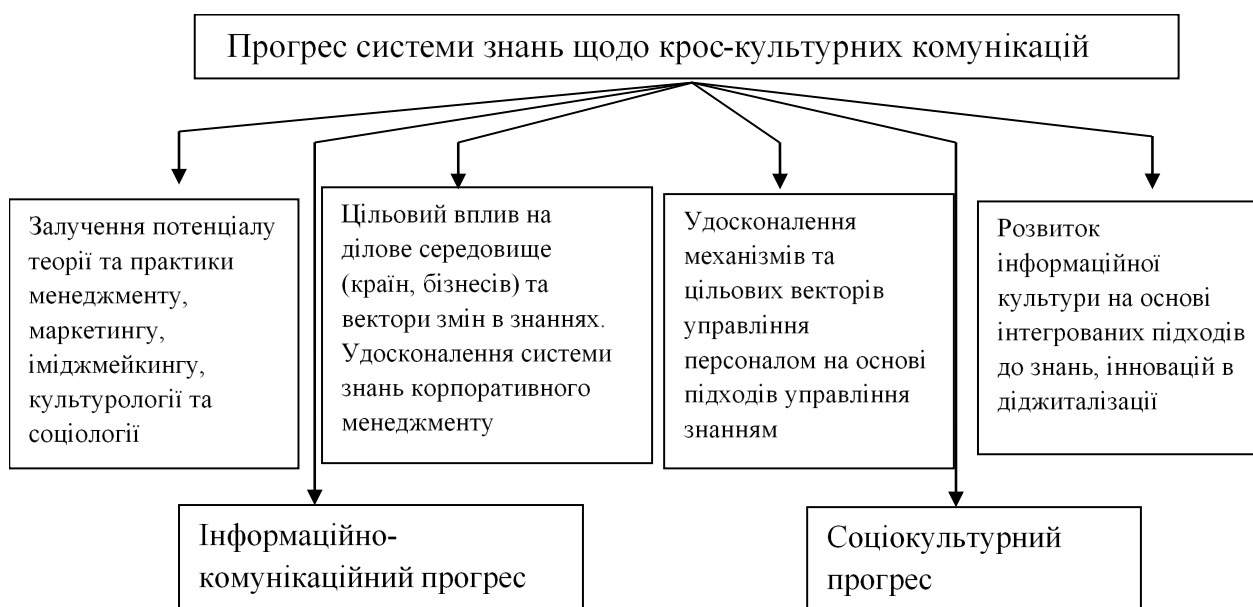 Прогрес системи знань щодо крос-культурних комунікацій
Залучення потенціалу
теорії та практики
менеджменту,
маркетингу,
іміджмейкингу,
культурології та
соціології
Цільовий вплив на
ділове середовище
(країн, бізнесів) та
вектори змін в знаннях.
Удосконалення системи
знань корпоративного
менеджменту
Удосконалення
механізмів та
цільових векторів
управління
персоналом на основі
підходів управління
знанням
Розвиток
інформаційної
культури на основі
інтегрованих підходів
до знань, інновацій в
діджиталізації
Інформаційно-
комунікаційний прогрес
Соціокультурний
прогрес